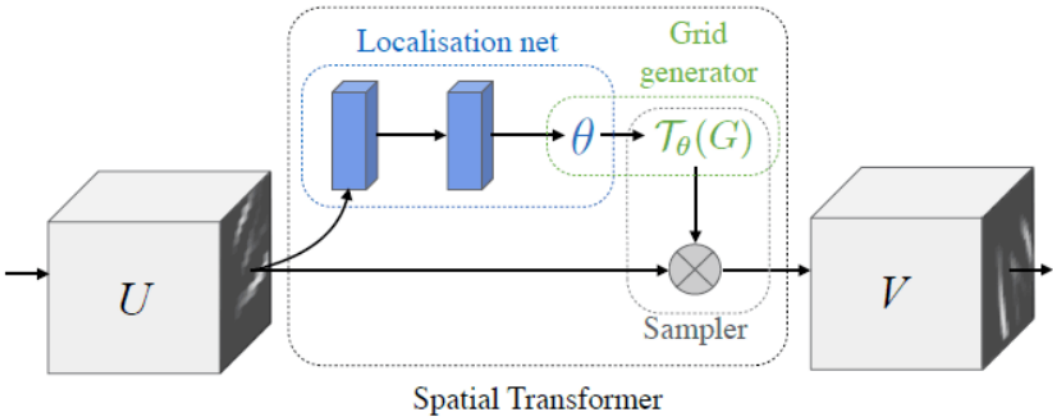 Localisation net
Grid
generator
θ
𝒯θ(G)
U
V
Sampler
Spatial Transformer